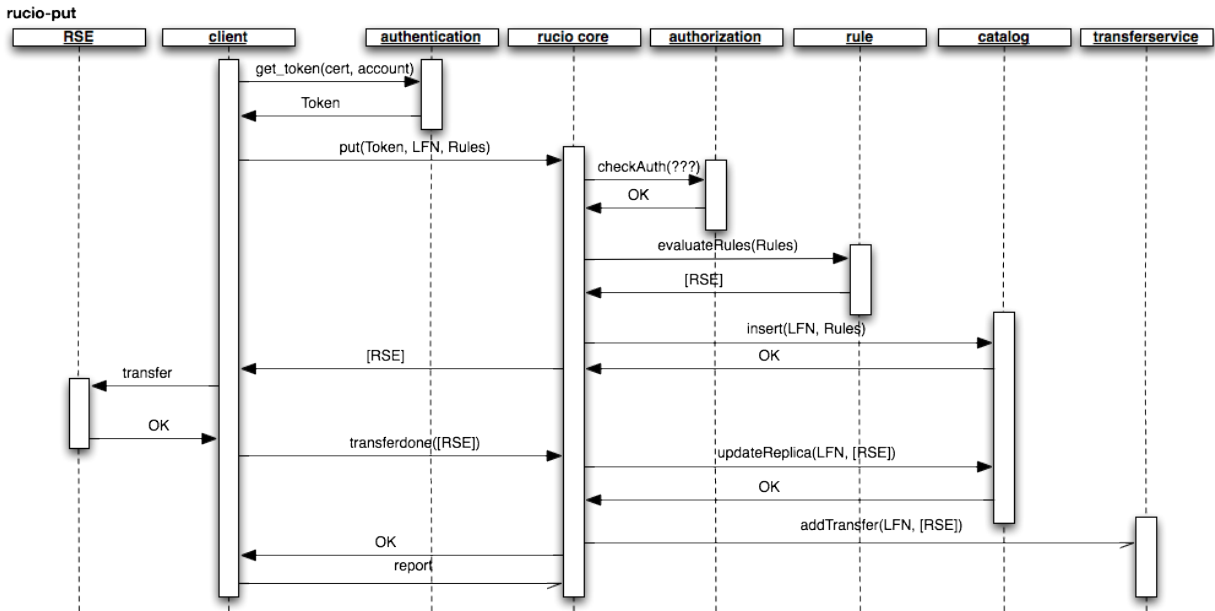 rucio-put
RSE
client
authentication
rucio core
authorization
rule
catalog
transferservice
get_token(cert, account)
Token
put(Token, LFN, Rules)
checkAuth(???)
OK
evaluateRules(Rules)
[RSE]
insert(LFN, Rules)
OK
[RSE]
transfer
OK
transferdone([RSE])
updateReplica(LFN, [RSE])
OK
addTransfer(LFN, [RSE])
OK
report